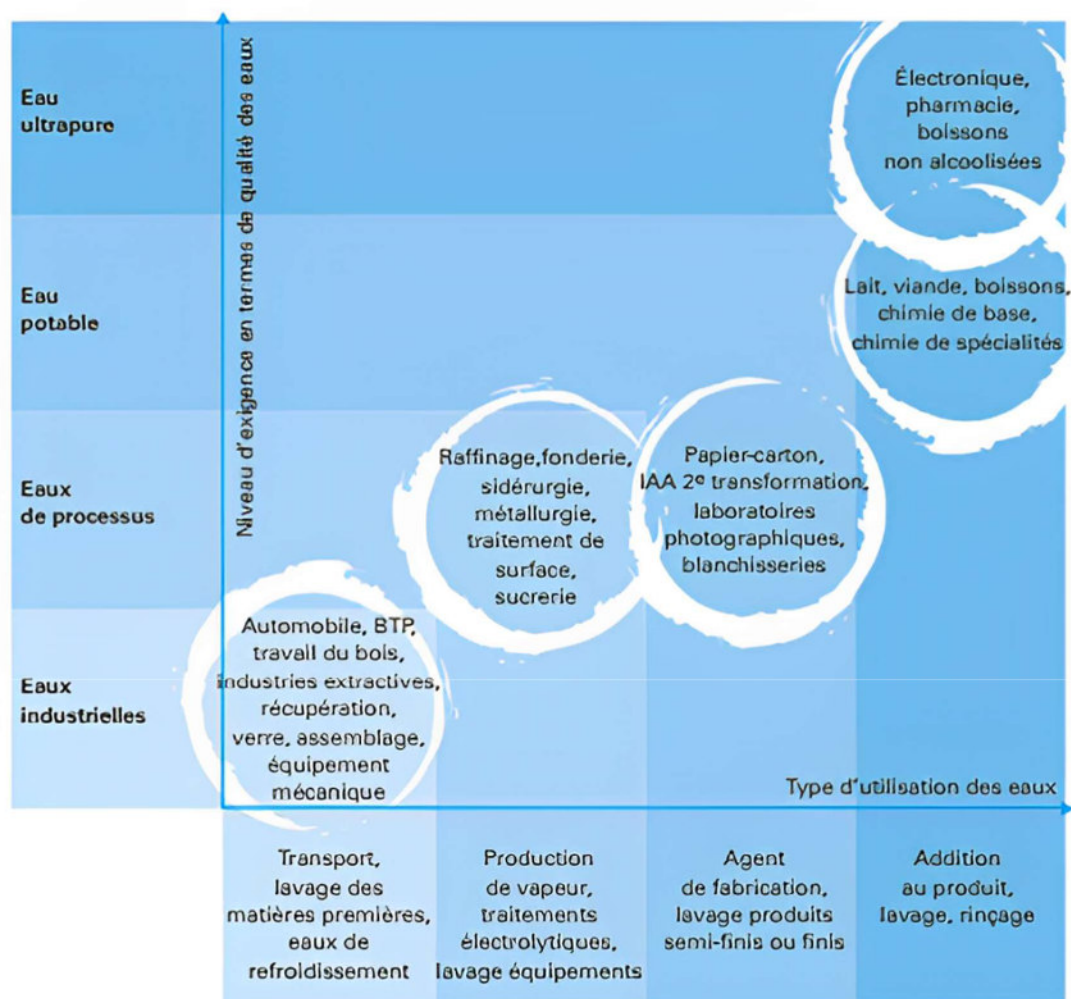 Eau
ultrapure
Niveau d'exigence en termes de qualité des eaux
Électronique,
pharmacie,
boissons
non alcoolisées
Eau
potable
Lait, viande, boissons,
chimie de base,
chimie de spécialités
Eaux
de processus
Raffinage,fonderie,
sidérurgie,
métallurgie,
traitement de
surface,
sucrerie
Papier-carton,
IAA 2e transformation,
laboratoires
photographiques,
blanchisseries
Eaux
industrielles
Automobile, BTP,
travail du bois,
industries extractives,
récupération,
verre, assemblage,
équipement
mécanique
Type d'utilisation des eaux
Transport,
lavage des
matières premières,
eaux de
refroidissement
Production
de vapeur,
traitements
électrolytiques,
lavage équipements
Agent
de fabrication,
lavage produits
semi-finis ou finis
Addition
au produit,
lavage, rinçage